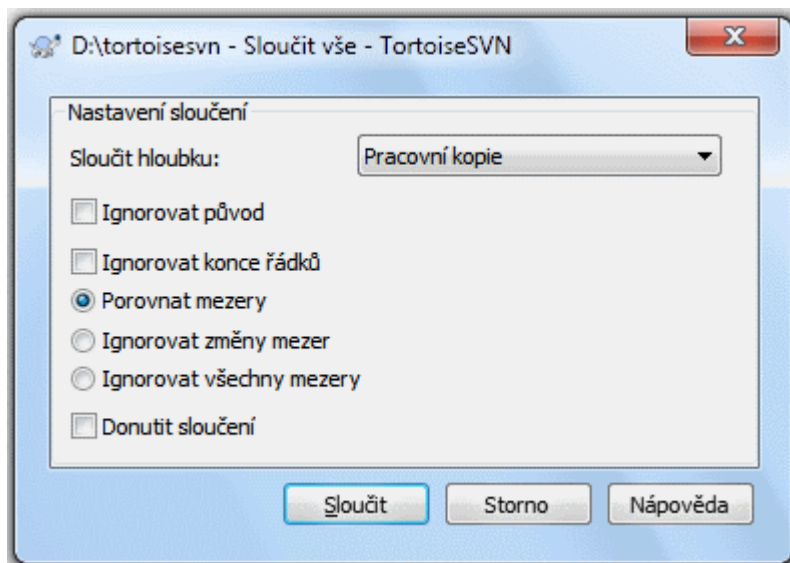 D:\tortoisesvn - Sloučit vše - TortoiseSVN
Nastavení sloučení
Sloučit hloubku: Pracovní kopie
Ignorovat původ
Ignorovat konce řádků
Porovnat mezery
Ignorovat změny mezer
Ignorovat všechny mezery
Donutit sloučení
Sloučit Storno Nápověda